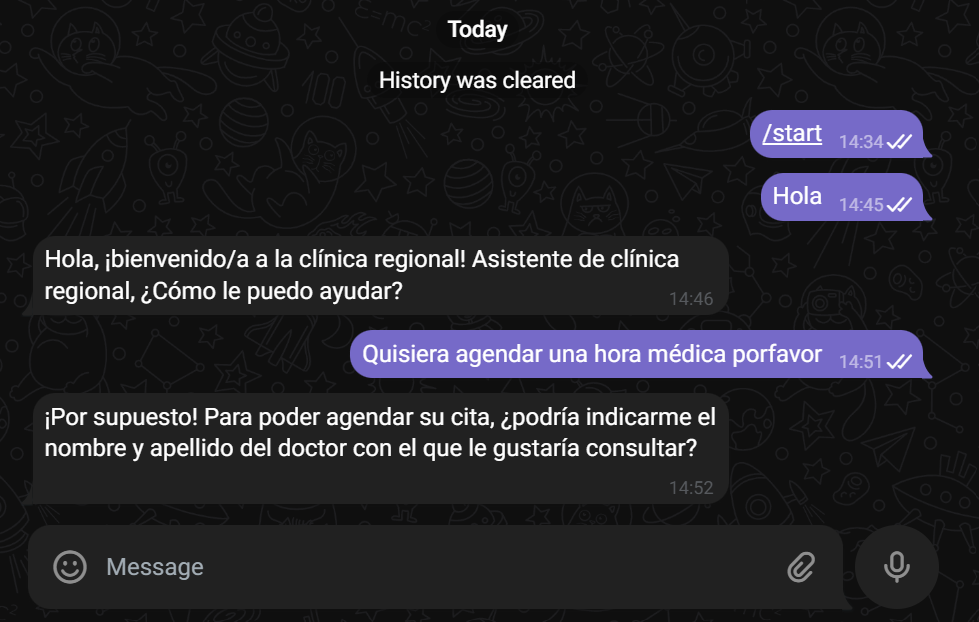 Today
History was cleared
/start 14:34
Hola 14:45
Hola, ¡bienvenido/a a la clínica regional! Asistente de clínica
regional, ¿Cómo le puedo ayudar?
14:46
Quisiera agendar una hora médica porfavor 14:51
¡Por supuesto! Para poder agendar su cita, ¿podría indicarme el
nombre y apellido del doctor con el que le gustaría consultar?
14:52
Message